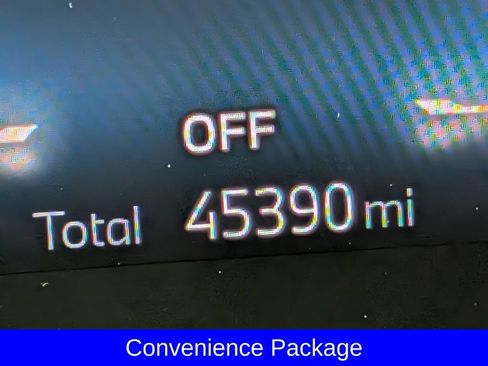 OFF
Total 45390 mi
Convenience Package